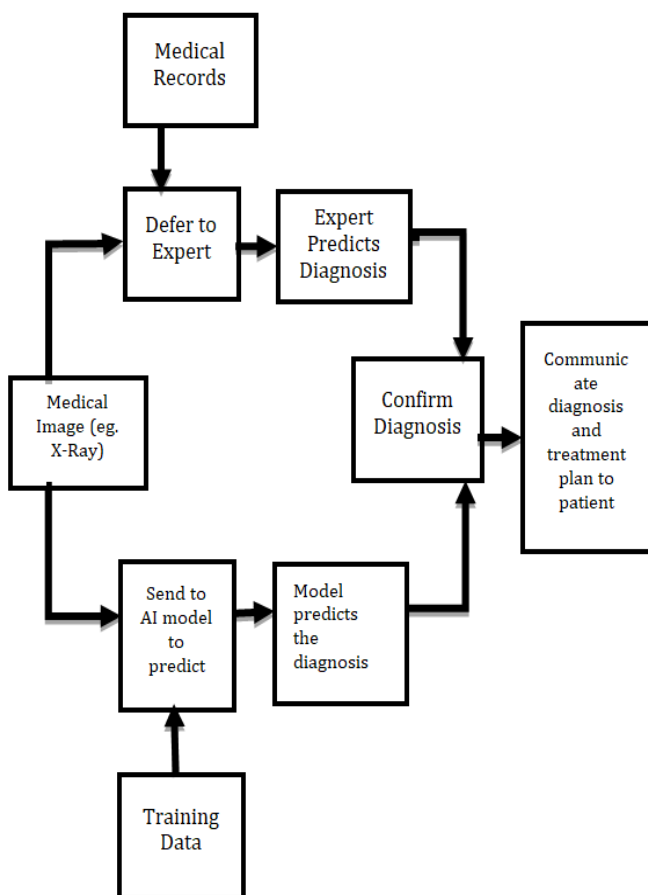 Medical
Records
Defer to
Expert
Expert
Predicts
Diagnosis
Medical
Image (eg.
X-Ray)
Confirm
Diagnosis
Communic
ate
diagnosis
and
treatment
plan to
patient
Send to
AI model
to
predict
Model
predicts
the
diagnosis
Training
Data